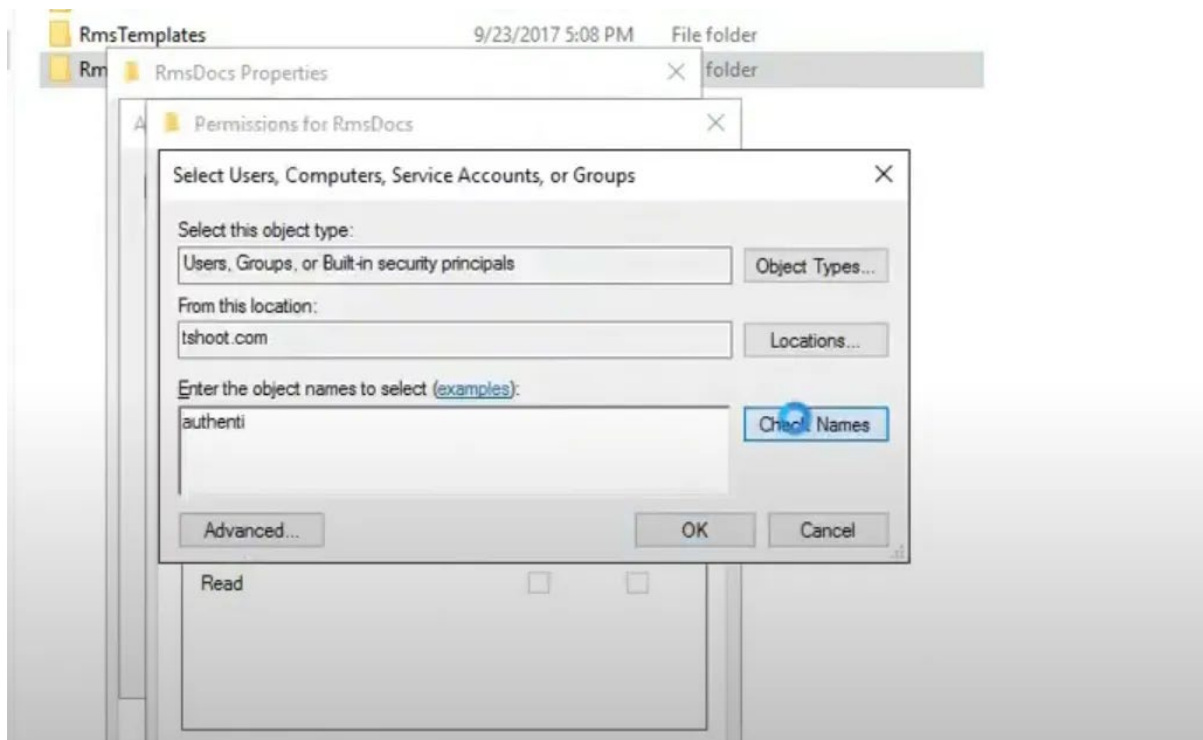 RmsTemplates 9/23/2017 5:08 PM File folder
Rm folder
RmsDocs Properties
A Permissions for RmsDocs
Select Users, Computers, Service Accounts, or Groups
Select this object type:
Users, Groups, or Built-in security principals Object Types...
From this location:
tshoot.com Locations...
Enter the object names to select (examples):
authenti Check Names
Advanced... OK Cancel
Read